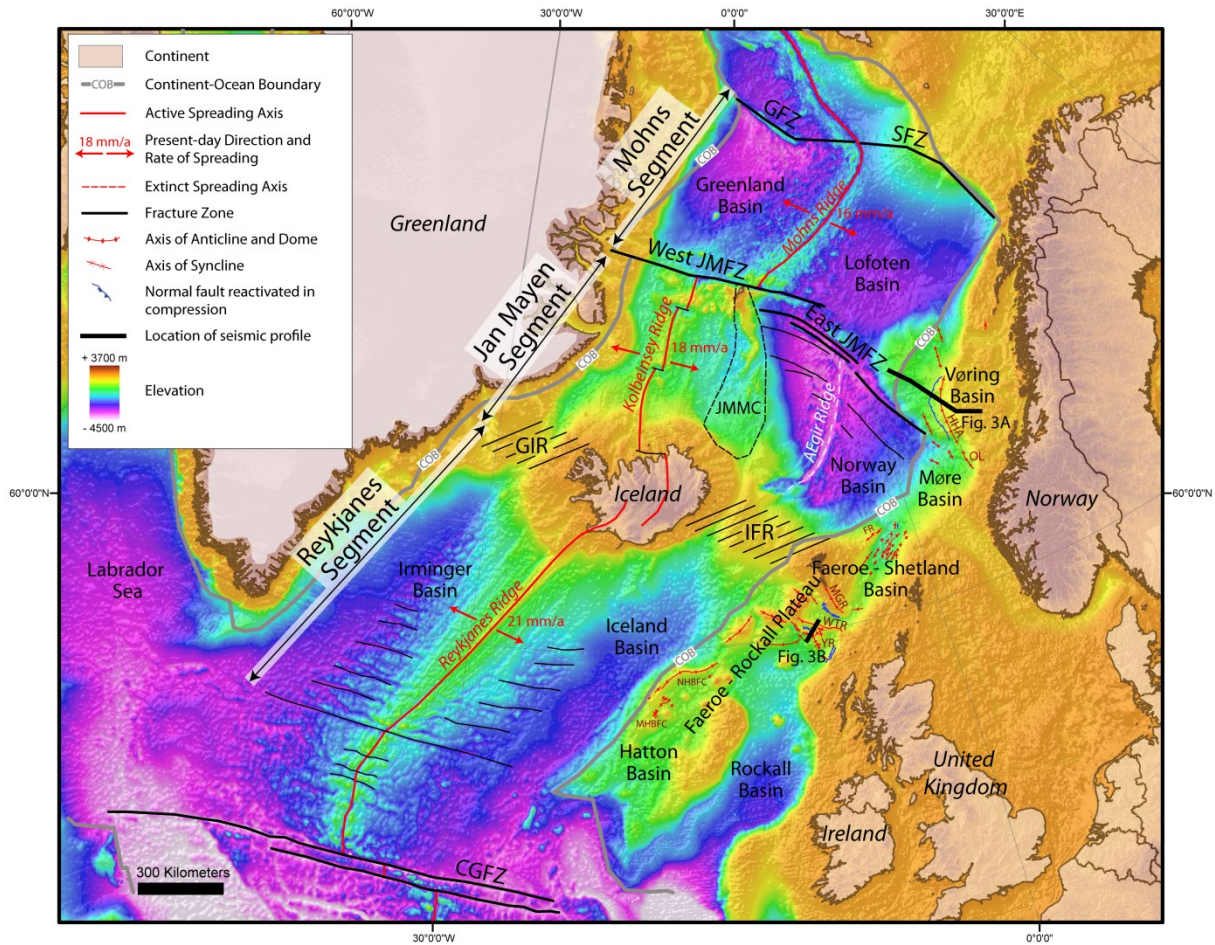 60°0'0"W
30°0'0"W
0°0'0"
30°0'0"E
Continent
COB
Continent-Ocean Boundary
Active Spreading Axis
18 mm/a
Present-day Direction and
Rate of Spreading
Extinct Spreading Axis
Fracture Zone
Axis of Anticline and Dome
Axis of Syncline
Normal fault reactivated in
compression
Location of seismic profile
+ 3700 m
Elevation
- 4500 m
Greenland
Mohns
Segment
COB
GFZ
SFZ
Greenland
Basin
16 mm/a
Mohns Ridge
Lofoten
Basin
West JMFZ
Jan Mayen
Segment
COB
Kolbeinsey Ridge
18 mm/a
JMMC
East JMFZ
AEgir Ridge
COB
Vøring
Basin
Fig. 3A
HHA
OL
Norway
Basin
Møre
Basin
Norway
GIR
COB
Iceland
60°0'0"N
60°0'0"N
Reykjanes
Segment
IFR
COB
FR
Faeroe - Shetland
Basin
Labrador
Sea
Irminger
Basin
21 mm/a
Reykjanes Ridge
Iceland
Basin
MGR
WTR
YR
Fig. 3B
COB
Faeroe - Rockall Plateau
NHBFC
MHBFC
Hatton
Basin
Rockall
Basin
United
Kingdom
Ireland
CGFZ
300 Kilometers
30°0'0"W
0°0'0"